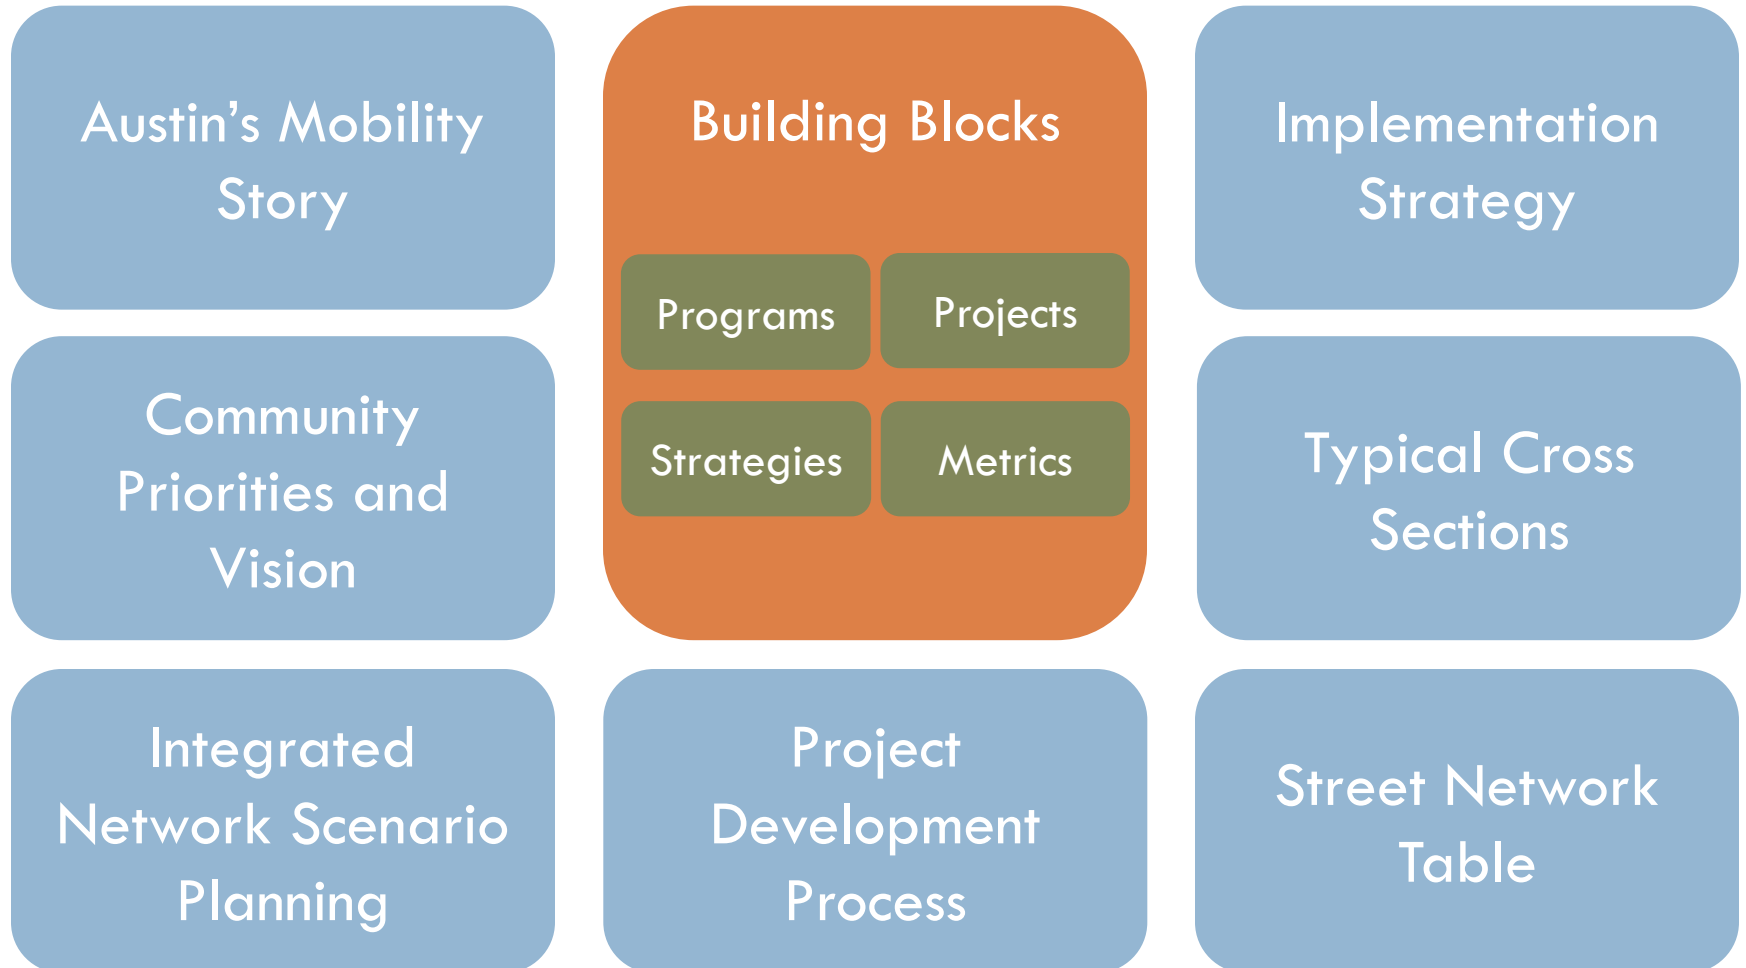 Austin’s Mobility
Story
Community
Priorities and
Vision
Integrated
Network Scenario
Planning
Building Blocks
Programs
Projects
Strategies
Metrics
Project
Development
Process
Implementation
Strategy
Typical Cross
Sections
Street Network
Table